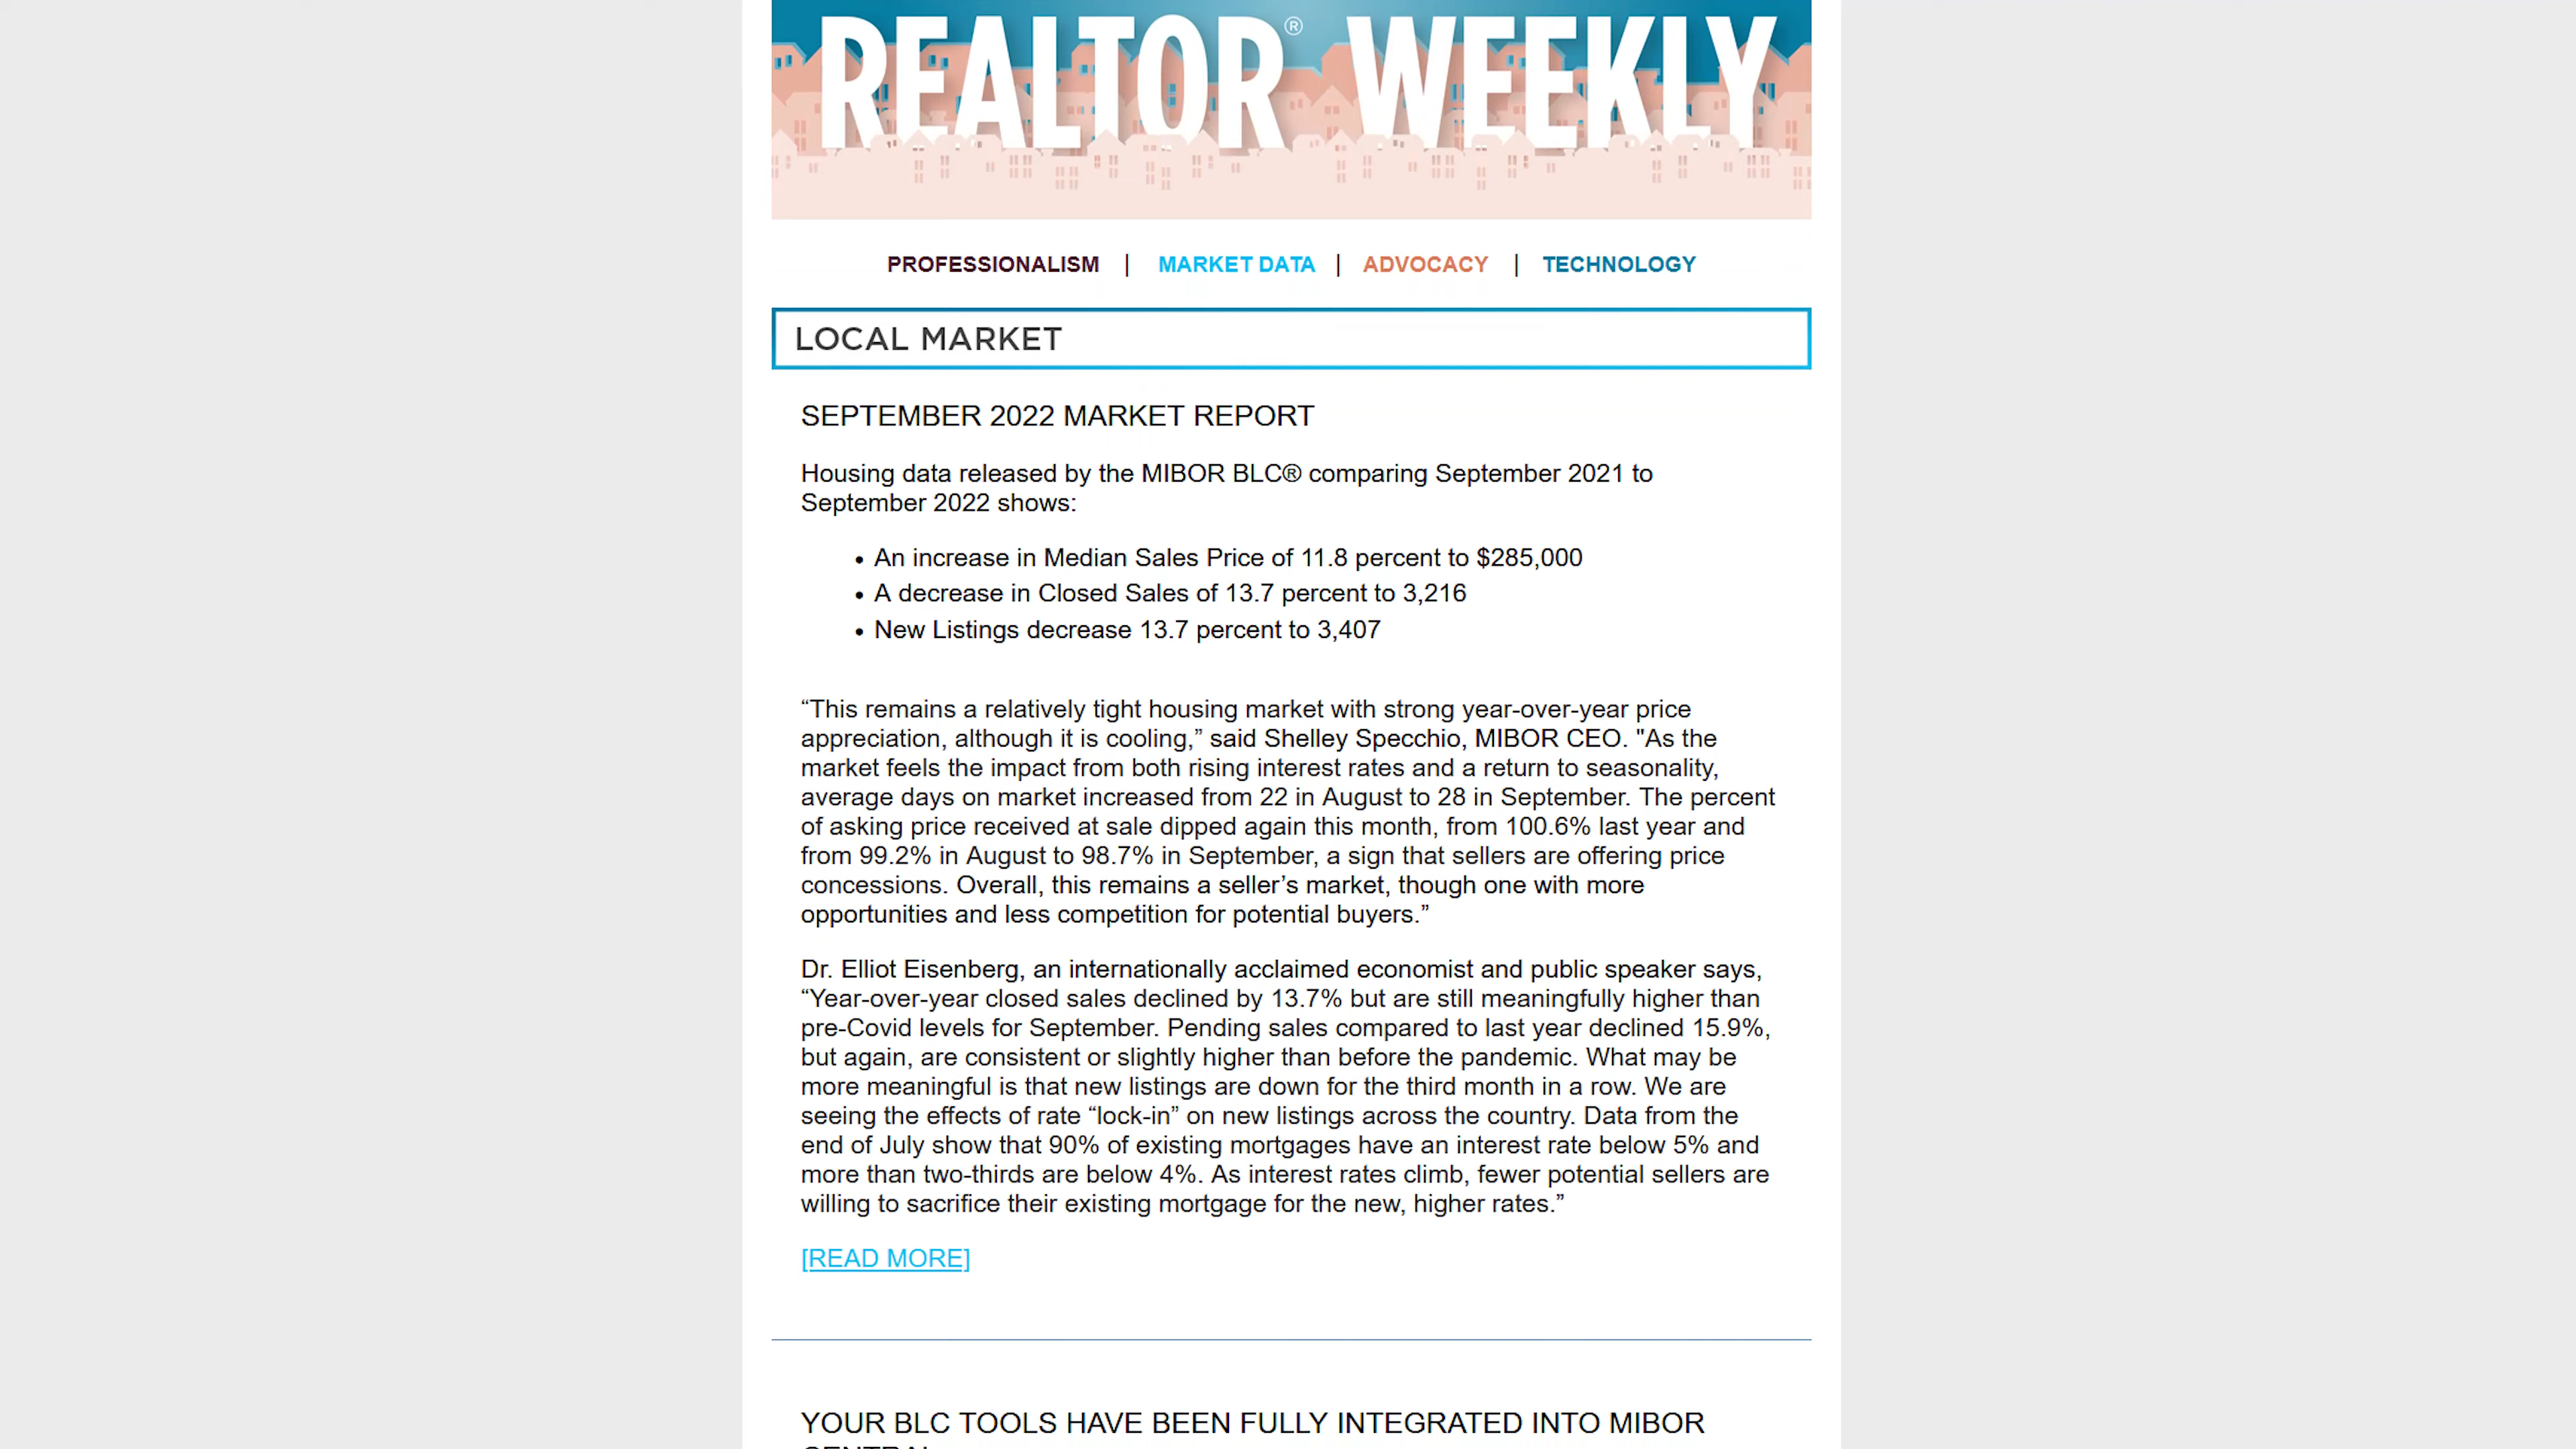 REALTOR® WEEKLY
PROFESSIONALISM | MARKET DATA | ADVOCACY | TECHNOLOGY
LOCAL MARKET
SEPTEMBER 2022 MARKET REPORT
Housing data released by the MIBOR BLC® comparing September 2021 to
September 2022 shows:
• An increase in Median Sales Price of 11.8 percent to $285,000
• A decrease in Closed Sales of 13.7 percent to 3,216
• New Listings decrease 13.7 percent to 3,407
“This remains a relatively tight housing market with strong year-over-year price
appreciation, although it is cooling,” said Shelley Specchio, MIBOR CEO. "As the
market feels the impact from both rising interest rates and a return to seasonality,
average days on market increased from 22 in August to 28 in September. The percent
of asking price received at sale dipped again this month, from 100.6% last year and
from 99.2% in August to 98.7% in September, a sign that sellers are offering price
concessions. Overall, this remains a seller’s market, though one with more
opportunities and less competition for potential buyers.”
Dr. Elliot Eisenberg, an internationally acclaimed economist and public speaker says,
“Year-over-year closed sales declined by 13.7% but are still meaningfully higher than
pre-Covid levels for September. Pending sales compared to last year declined 15.9%,
but again, are consistent or slightly higher than before the pandemic. What may be
more meaningful is that new listings are down for the third month in a row. We are
seeing the effects of rate “lock-in” on new listings across the country. Data from the
end of July show that 90% of existing mortgages have an interest rate below 5% and
more than two-thirds are below 4%. As interest rates climb, fewer potential sellers are
willing to sacrifice their existing mortgage for the new, higher rates.”
[READ MORE]
YOUR BLC TOOLS HAVE BEEN FULLY INTEGRATED INTO MIBOR